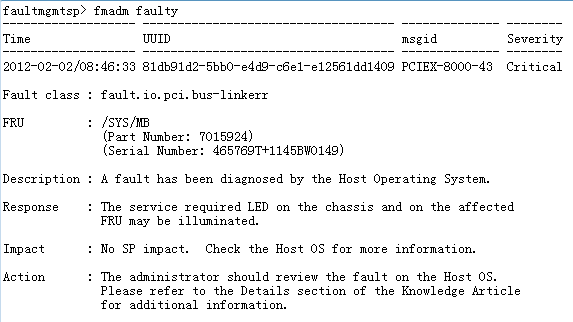 faultmgmtsp> fmadm faulty
------------------- ------------------------------------ -------------- --------
Time                UUID                                 msgid          Severity
------------------- ------------------------------------ -------------- --------
2012-02-02/08:46:33 81db91d2-5bb0-e4d9-c6e1-e12561dd1409 PCIEX-8000-43  Critical
Fault class : fault.io.pci.bus-linkerr
FRU         : /SYS/MB
              (Part Number: 7015924)
              (Serial Number: 465769T+1145BW0149)
Description : A fault has been diagnosed by the Host Operating System.
Response    : The service required LED on the chassis and on the affected
              FRU may be illuminated.
Impact      : No SP impact.  Check the Host OS for more information.
Action      : The administrator should review the fault on the Host OS.
              Please refer to the Details section of the Knowledge Article
              for additional information.